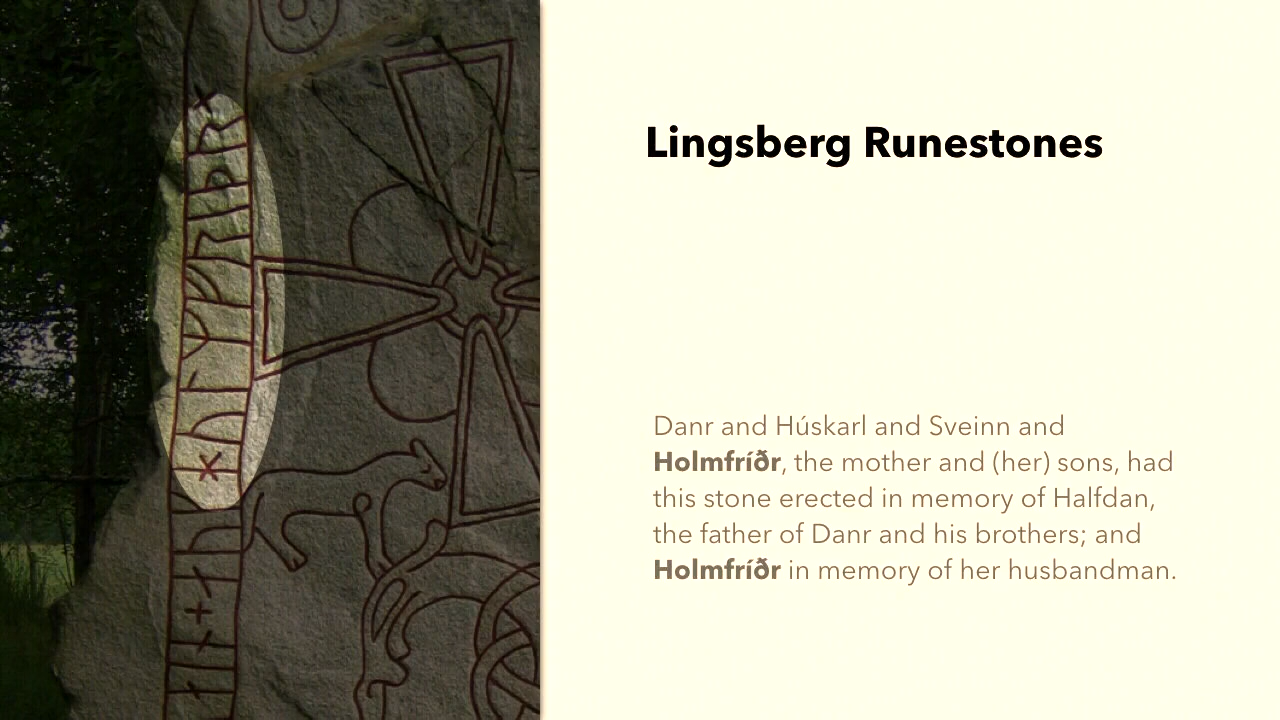 ᚼᚢᛚᛘᚠᚱᛁᚦᚱ
Lingsberg Runestones
Danr and Húskarl and Sveinn and
Holmfríðr, the mother and (her) sons, had
this stone erected in memory of Halfdan,
the father of Danr and his brothers; and
Holmfríðr in memory of her husbandman.